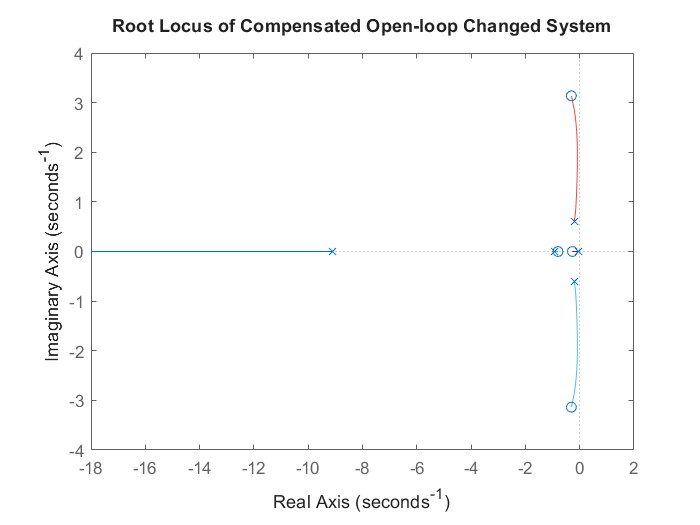 Root Locus of Compensated Open-loop Changed System
4
3
2
1
0
-1
-2
-3
-4
Imaginary Axis (seconds-1)
-18 -16 -14 -12 -10 -8 -6 -4 -2 0 2
Real Axis (seconds-1)